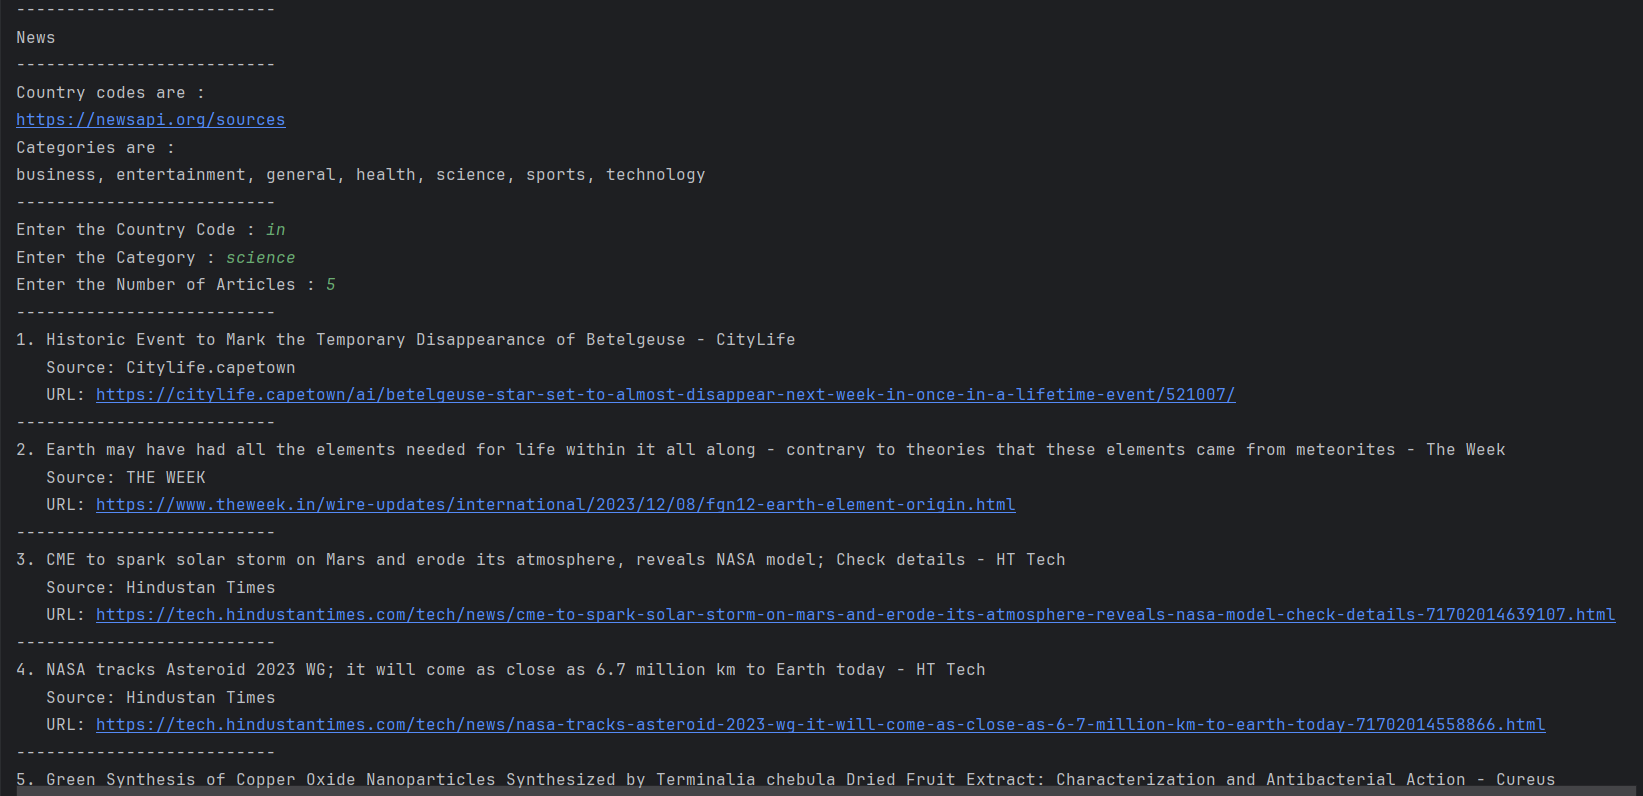 --------------------------
News
--------------------------
Country codes are :
https://newsapi.org/sources
Categories are :
business, entertainment, general, health, science, sports, technology
--------------------------
Enter the Country Code : in
Enter the Category : science
Enter the Number of Articles : 5
--------------------------
1. Historic Event to Mark the Temporary Disappearance of Betelgeuse - CityLife
   Source: Citylife.capetown
   URL: https://citylife.capetown/ai/betelgeuse-star-set-to-almost-disappear-next-week-in-once-in-a-lifetime-event/521007/
--------------------------
2. Earth may have had all the elements needed for life within it all along - contrary to theories that these elements came from meteorites - The Week
   Source: THE WEEK
   URL: https://www.theweek.in/wire-updates/international/2023/12/08/fgn12-earth-element-origin.html
--------------------------
3. CME to spark solar storm on Mars and erode its atmosphere, reveals NASA model; Check details - HT Tech
   Source: Hindustan Times
   URL: https://tech.hindustantimes.com/tech/news/cme-to-spark-solar-storm-on-mars-and-erode-its-atmosphere-reveals-nasa-model-check-details-71702014639107.html
--------------------------
4. NASA tracks Asteroid 2023 WG; it will come as close as 6.7 million km to Earth today - HT Tech
   Source: Hindustan Times
   URL: https://tech.hindustantimes.com/tech/news/nasa-tracks-asteroid-2023-wg-it-will-come-as-close-as-6-7-million-km-to-earth-today-71702014558866.html
--------------------------
5. Green Synthesis of Copper Oxide Nanoparticles Synthesized by Terminalia chebula Dried Fruit Extract: Characterization and Antibacterial Action - Cureus